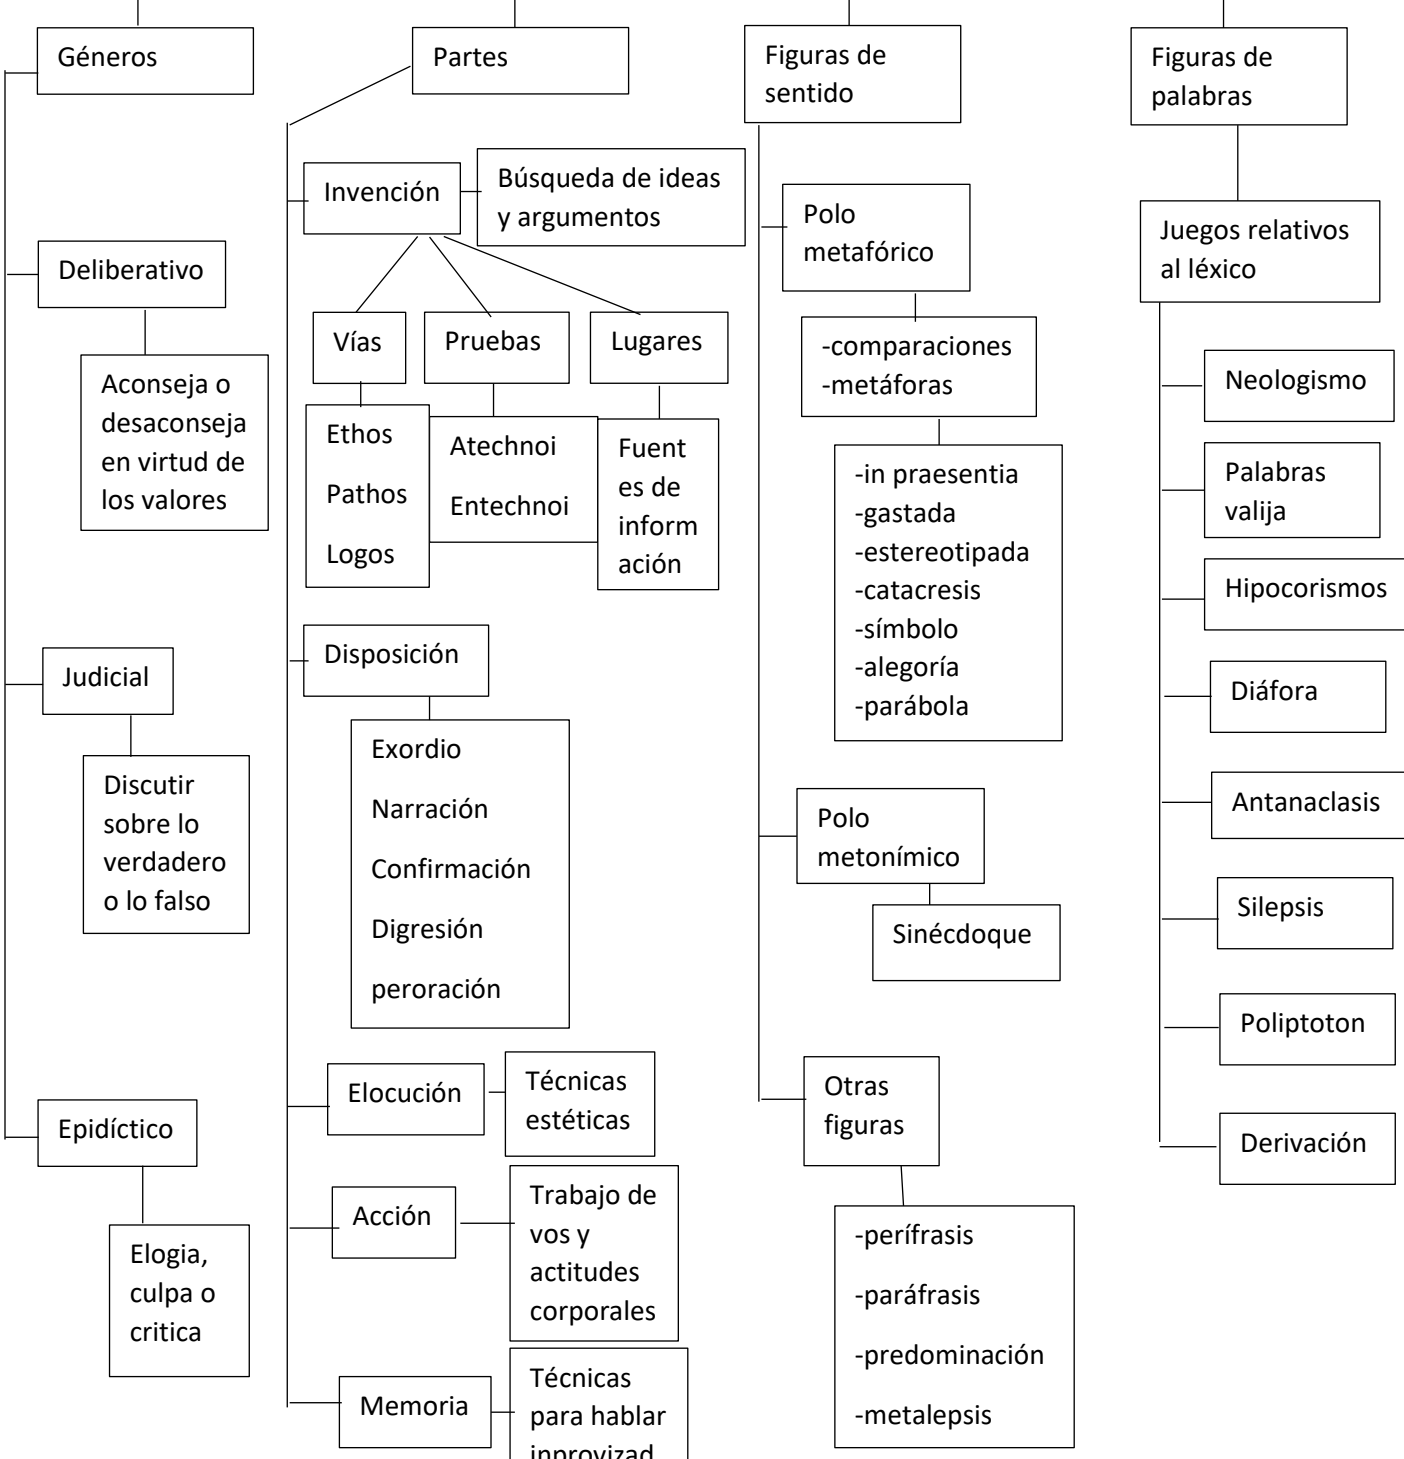 Géneros
Deliberativo
Aconseja o
desaconseja
en virtud de
los valores
Judicial
Discutir
sobre lo
verdadero
o lo falso
Epidíctico
Elogia,
culpa o
critica
Partes
Invención
Búsqueda de ideas
y argumentos
Vías
Ethos
Pathos
Logos
Pruebas
Atechnoi
Entechnoi
Lugares
Fuent
es de
inform
ación
Disposición
Exordio
Narración
Confirmación
Digresión
peroración
Elocución
Técnicas
estéticas
Acción
Trabajo de
vos y
actitudes
corporales
Memoria
Técnicas
para hablar
inprovizad
Figuras de
sentido
Polo
metafórico
-comparaciones
-metáforas
-in praesentia
-gastada
-estereotipada
-catacresis
-símbolo
-alegoría
-parábola
Polo
metonímico
Sinécdoque
Otras
figuras
-perífrasis
-paráfrasis
-predominación
-metalepsis
Figuras de
palabras
Juegos relativos
al léxico
Neologismo
Palabras
valija
Hipocorismos
Diáfora
Antanaclasis
Silepsis
Poliptoton
Derivación